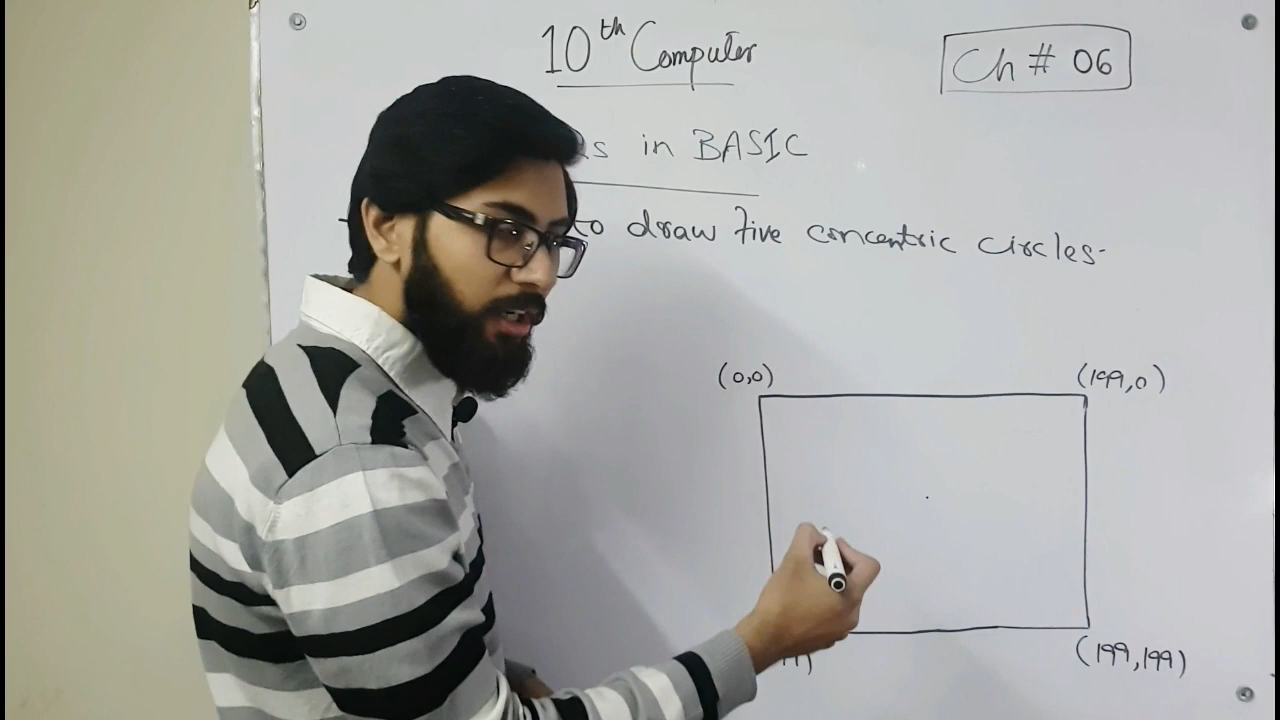 10th Computer
Ch # 06
in BASIC
to draw five concentric circles.
(0,0)
(199,0)
(199,199)